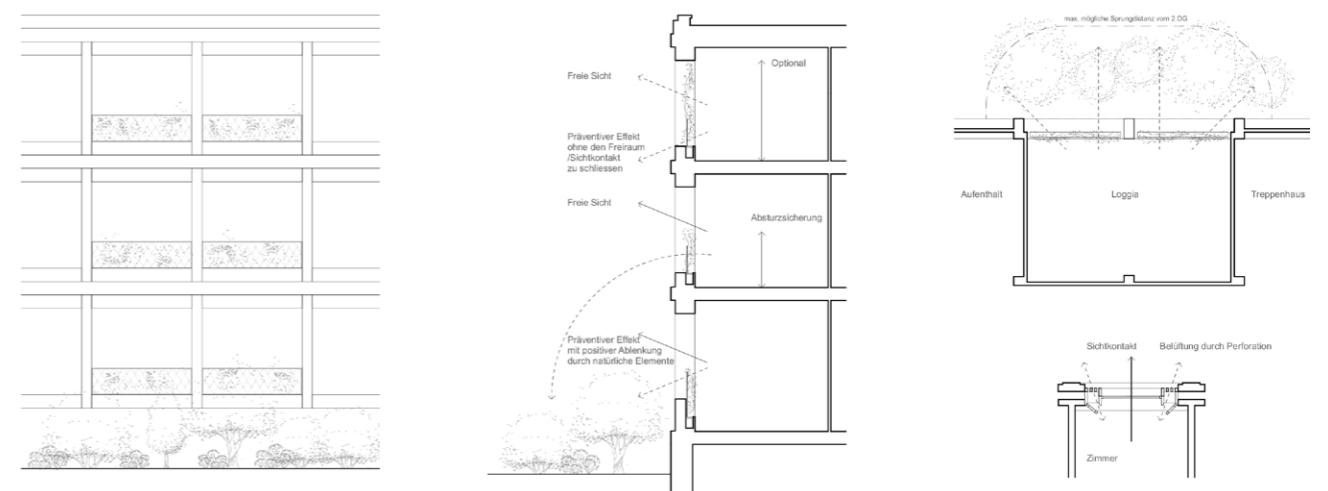 Freie Sicht
Optional
Präventiver Effekt
ohne den Freiraum
/Sichtkontakt
zu schliessen
Freie Sicht
Absturzsicherung
Präventiver Effekt
mit positiver Ablenkung
durch natürliche Elemente
max. mögliche Sprungdistanz vom 2.OG
Aufenthalt
Loggia
Treppenhaus
Sichtkontakt
Belüftung durch Perforation
Zimmer